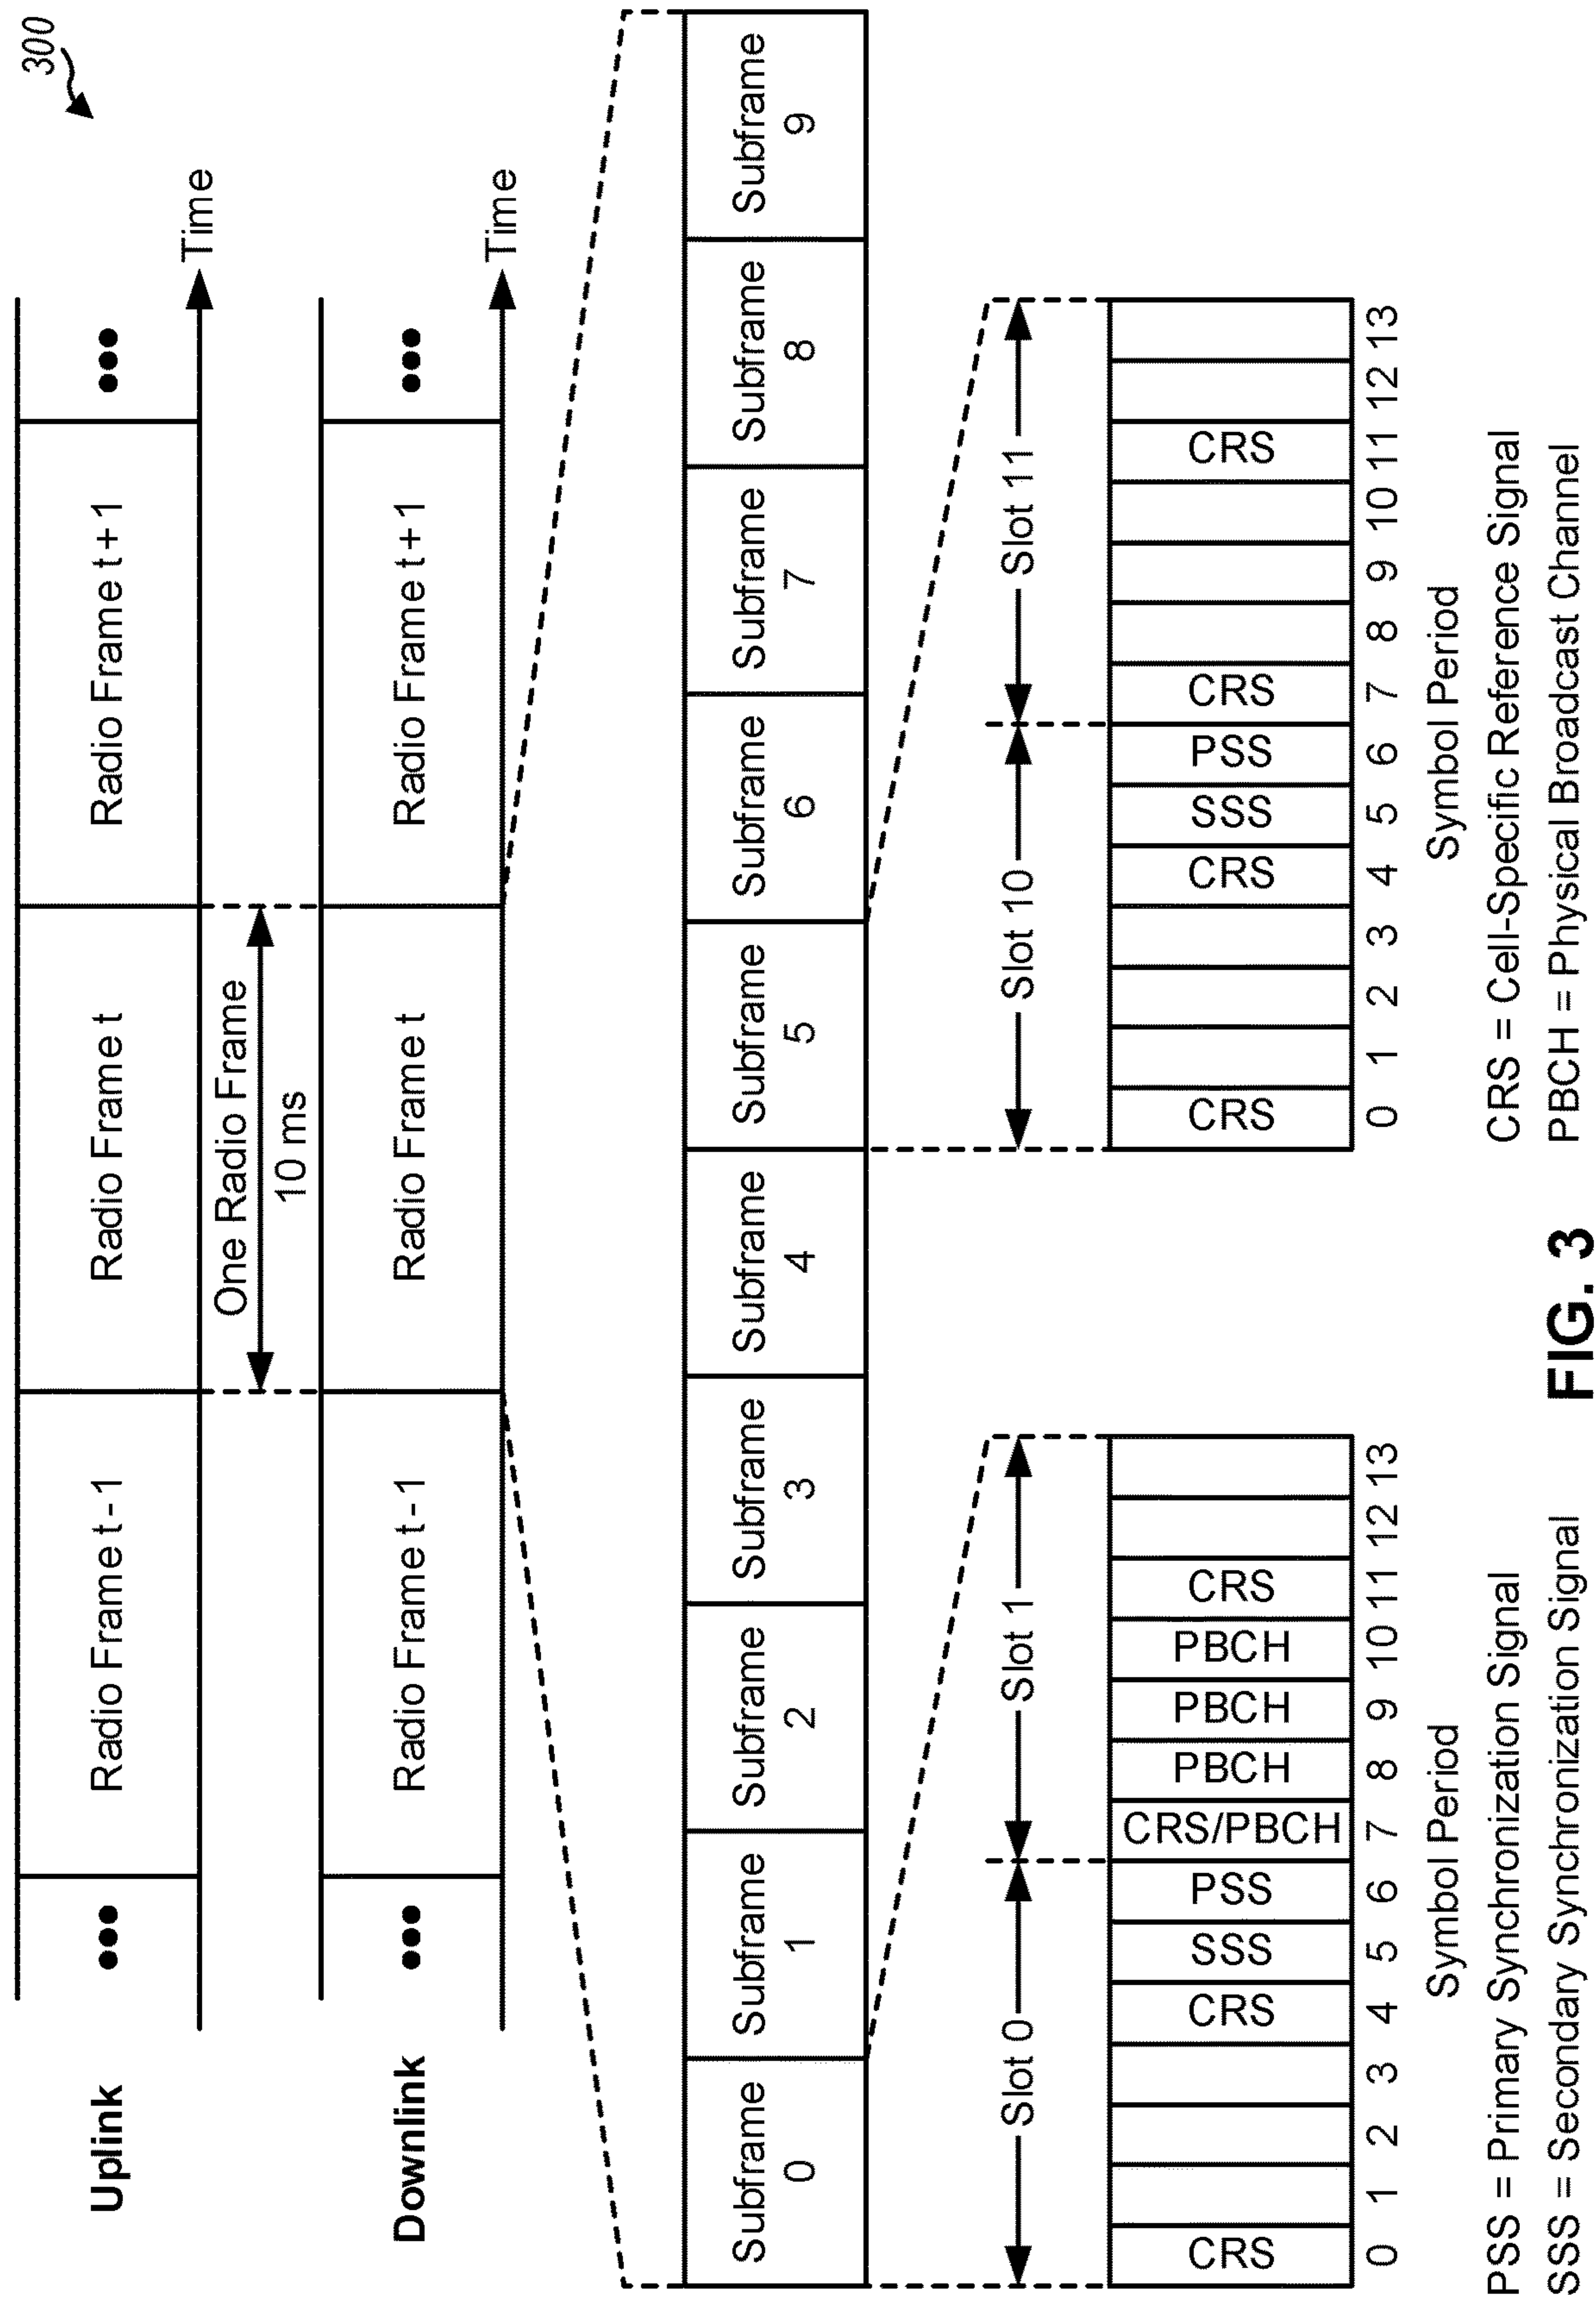 300
Uplink
••• Radio Frame t-1 Radio Frame t Radio Frame t+1 •••
Time
One Radio Frame
10 ms
Downlink
••• Radio Frame t-1 Radio Frame t Radio Frame t+1 •••
Time
Subframe Subframe Subframe Subframe Subframe Subframe Subframe Subframe Subframe Subframe
0 1 2 3 4 5 6 7 8 9
Slot 0 Slot 1 Slot 10 Slot 11
CRS CRS SSS PSS CRS/PBCH PBCH PBCH PBCH CRS
0 1 2 3 4 5 6 7 8 9 10 11 12 13
Symbol Period
CRS CRS SSS PSS CRS CRS
0 1 2 3 4 5 6 7 8 9 10 11 12 13
Symbol Period
PSS = Primary Synchronization Signal
SSS = Secondary Synchronization Signal
CRS = Cell-Specific Reference Signal
PBCH = Physical Broadcast Channel
FIG. 3